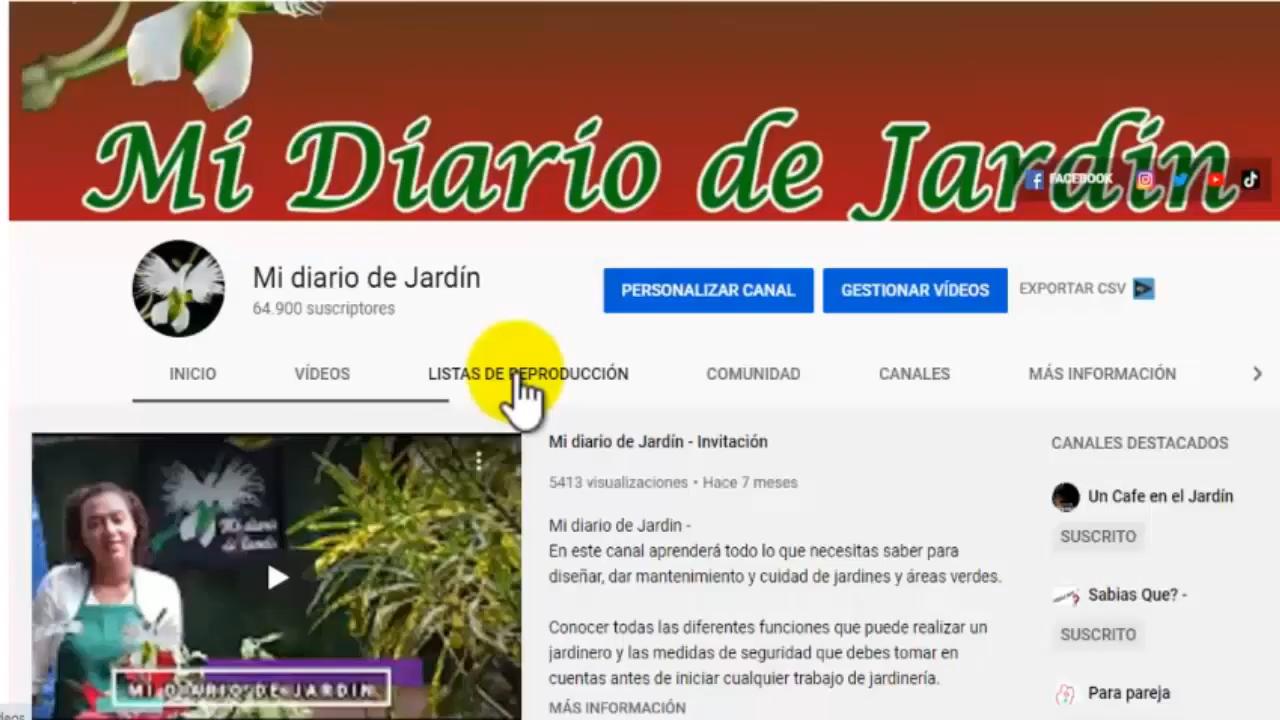 Mi Diario de Jardín
FACEBOOK
Mi diario de Jardín
64.900 suscriptores
PERSONALIZAR CANAL
GESTIONAR VÍDEOS
EXPORTAR CSV
INICIO
VÍDEOS
LISTAS DE REPRODUCCIÓN
COMUNIDAD
CANALES
MÁS INFORMACIÓN
Mi diario
de Jardín
MI DIARIO DE JARDÍN
Mi diario de Jardín - Invitación
5413 visualizaciones • Hace 7 meses
Mi diario de Jardin -
En este canal aprenderá todo lo que necesitas saber para
diseñar, dar mantenimiento y cuidad de jardines y áreas verdes.
Conocer todas las diferentes funciones que puede realizar un
jardinero y las medidas de seguridad que debes tomar en
cuentas antes de iniciar cualquier trabajo de jardinería.
MÁS INFORMACIÓN
CANALES DESTACADOS
Un Cafe en el Jardín
SUSCRITO
Sabias Que? -
SUSCRITO
Para pareja